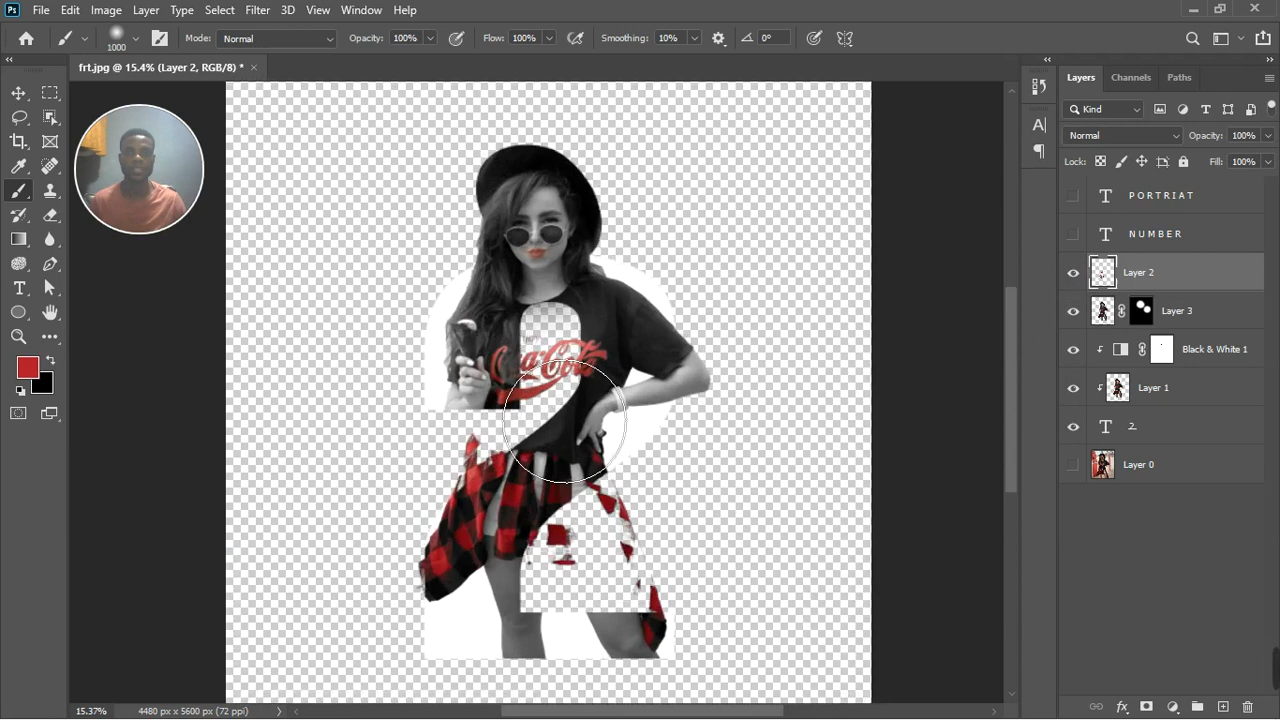 Ps File Edit Image Layer Type Select Filter 3D View Window Help
1000 Mode: Normal Opacity: 100% Flow: 100% Smoothing: 10% 0°
frt.jpg @ 15.4% (Layer 2, RGB/8) * ×
Layers Channels Paths
Kind
Normal Opacity: 100%
Lock: Fill: 100%
PORTRIAT
NUMBER
Layer 2
Layer 3
Black & White 1
Layer 1
2
Layer 0
Coca-Cola
15.37% 4480 px x 5600 px (72 ppi)